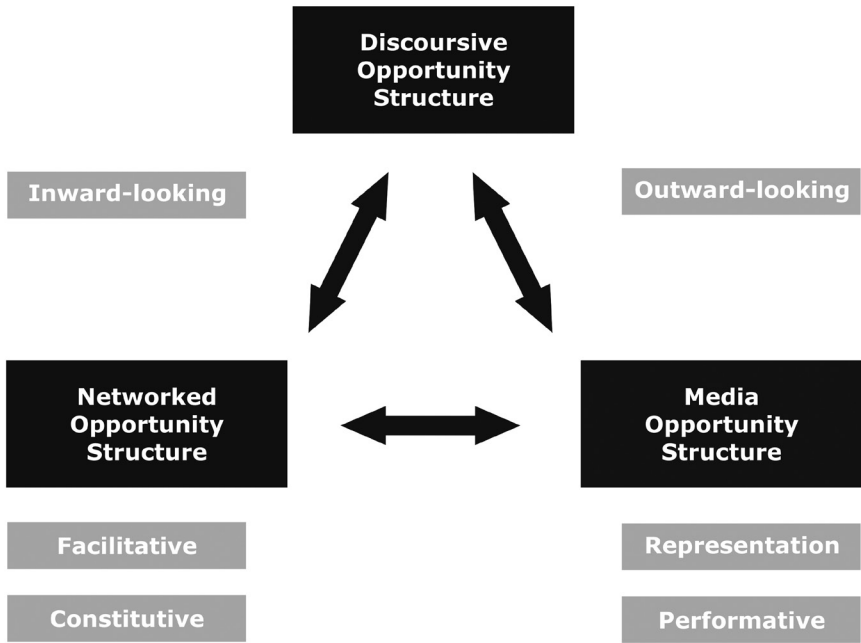 Discoursive
Opportunity
Structure
Inward-looking
Outward-looking
Networked
Opportunity
Structure
Media
Opportunity
Structure
Facilitative
Representation
Constitutive
Performative